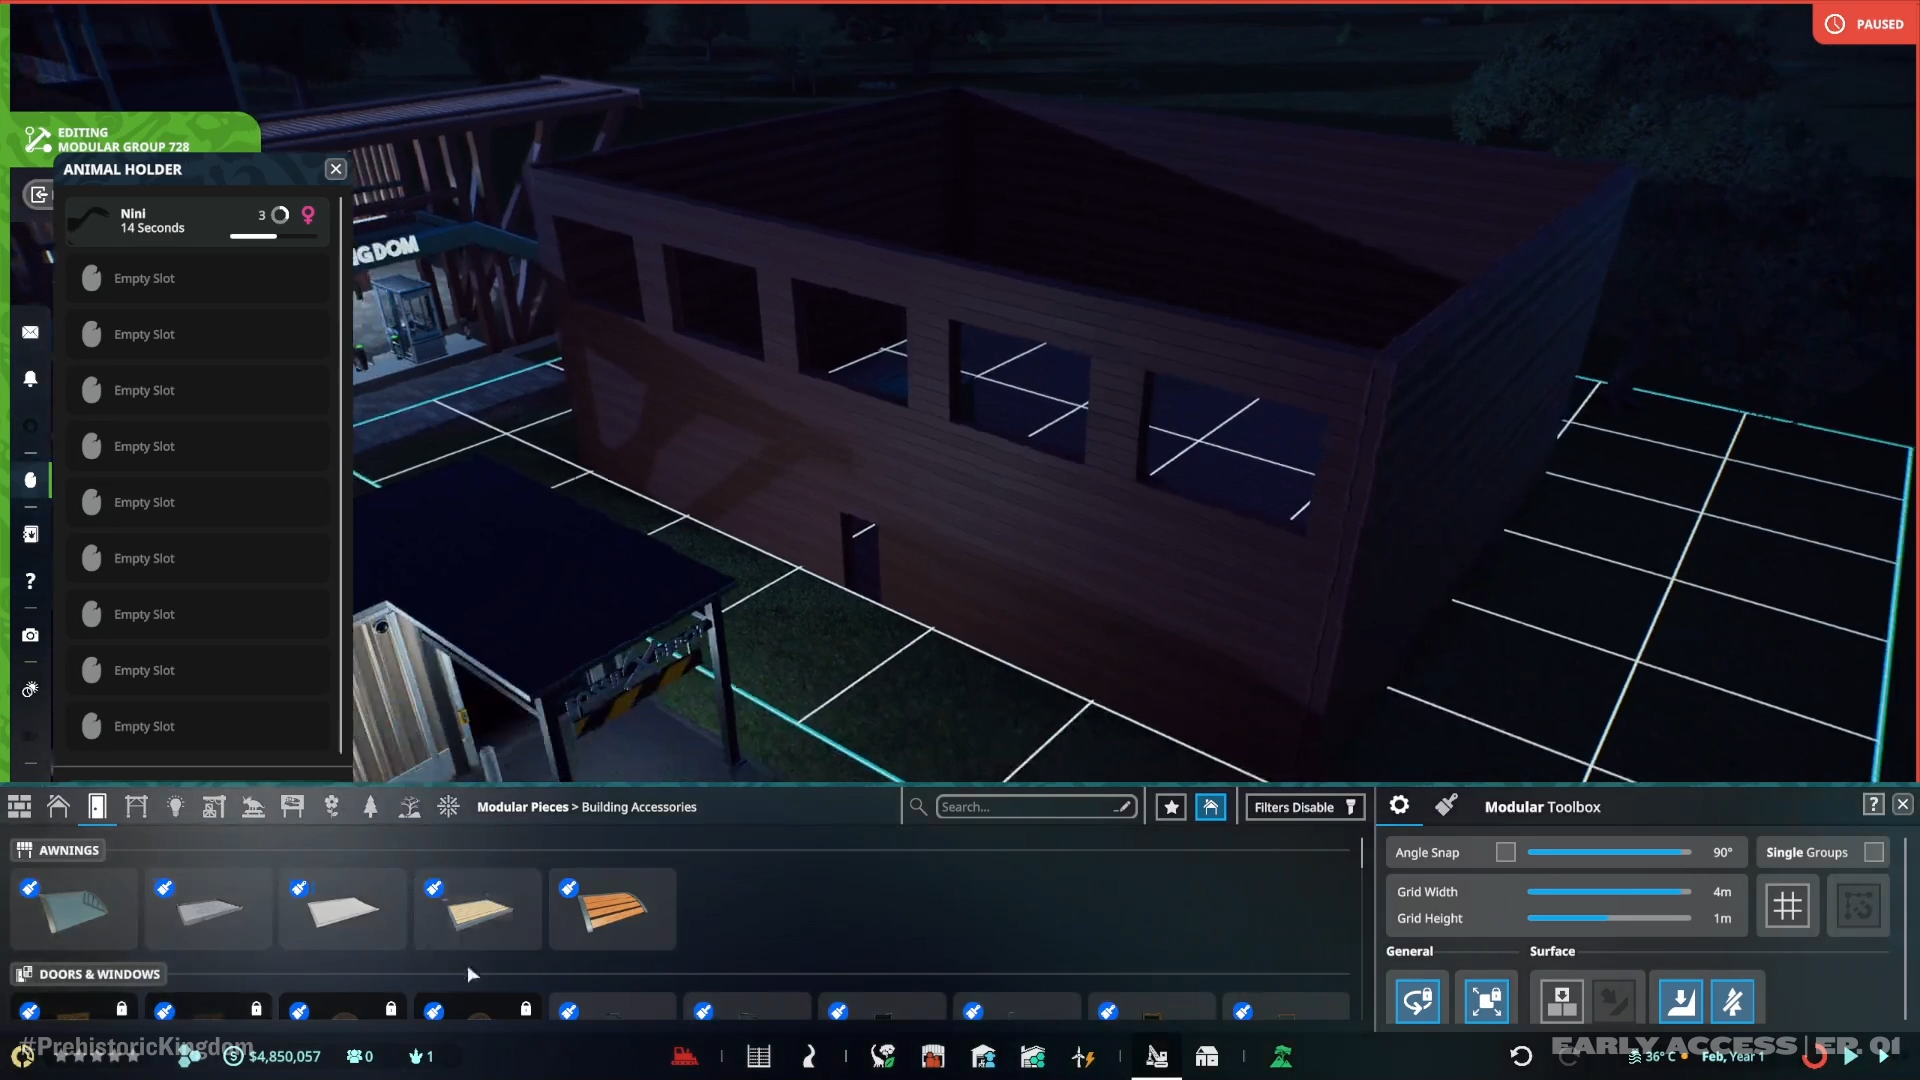 PAUSED
EDITING
MODULAR GROUP 728
ANIMAL HOLDER
Nini
3
14 Seconds
NGDOM
Empty Slot
Empty Slot
Empty Slot
Empty Slot
Empty Slot
Empty Slot
Empty Slot
Empty Slot
Empty Slot
?
Modular Pieces > Building Accessories
Search...
Filters Disable
Modular Toolbox
?
AWNINGS
Angle Snap
90°
Single Groups
Grid Width
4m
Grid Height
1m
General
Surface
DOORS & WINDOWS
#PrehistoricKingdom
$4,850,057
0
1
EARLY ACCESS | EP. 01
36° C
Feb, Year 1